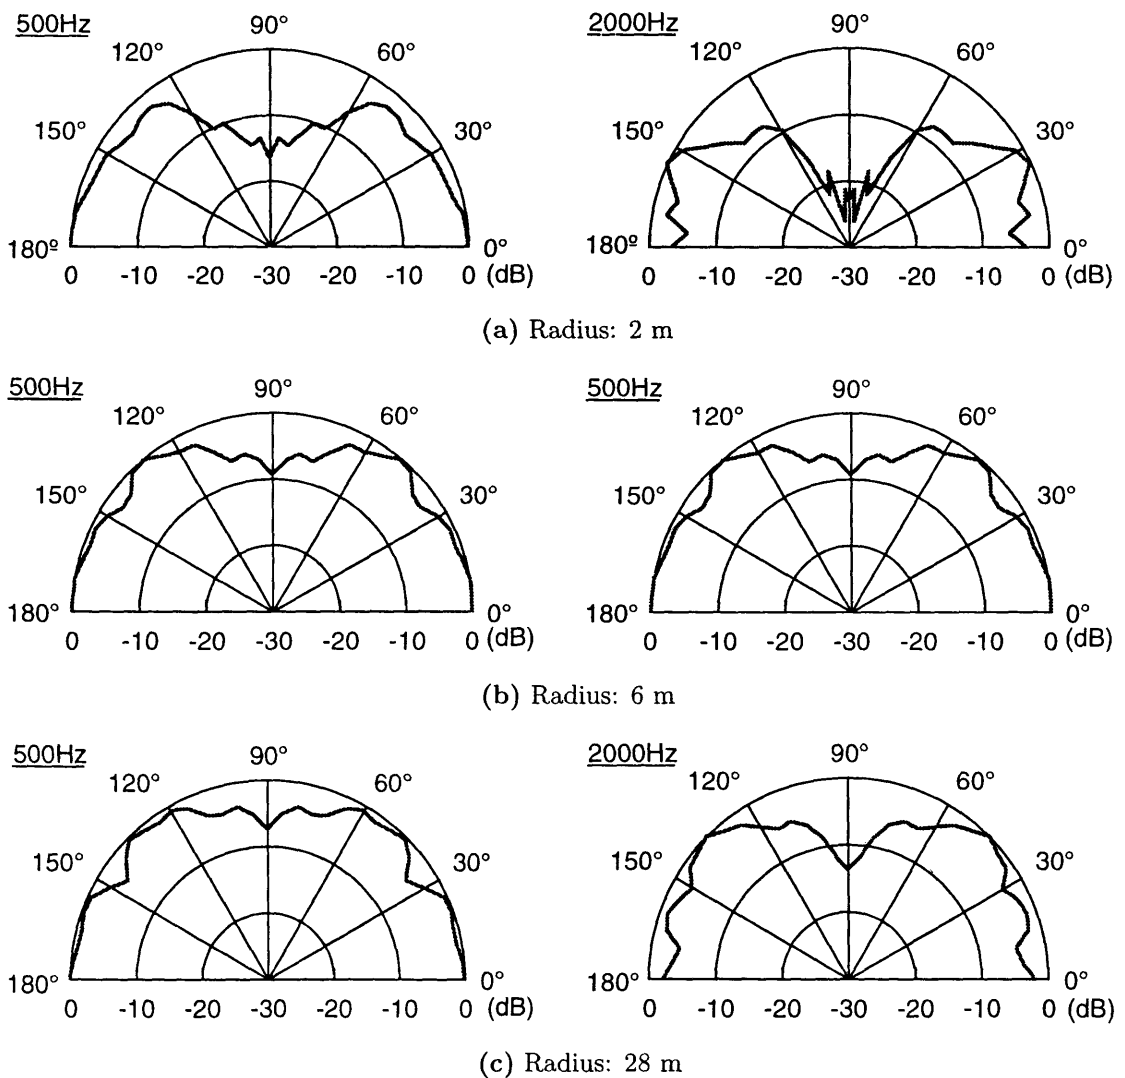 500Hz 90° 2000Hz 90°
120° 60° 120° 60°
150° 30° 150° 30°
180º 0° 180º 0°
0 -10 -20 -30 -20 -10 0 (dB) 0 -10 -20 -30 -20 -10 0 (dB)
(a) Radius: 2 m
500Hz 90° 500Hz 90°
120° 60° 120° 60°
150° 30° 150° 30°
180° 0° 180° 0°
0 -10 -20 -30 -20 -10 0 (dB) 0 -10 -20 -30 -20 -10 0 (dB)
(b) Radius: 6 m
500Hz 90° 2000Hz 90°
120° 60° 120° 60°
150° 30° 150° 30°
180° 0° 180° 0°
0 -10 -20 -30 -20 -10 0 (dB) 0 -10 -20 -30 -20 -10 0 (dB)
(c) Radius: 28 m